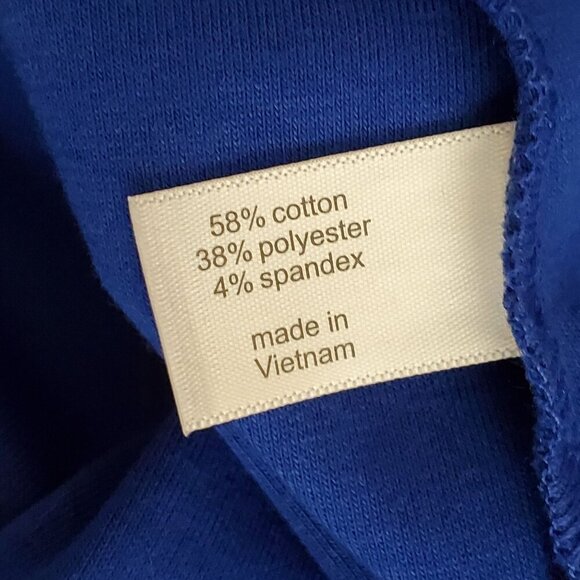 58% cotton
38% polyester
4% spandex
made in
Vietnam